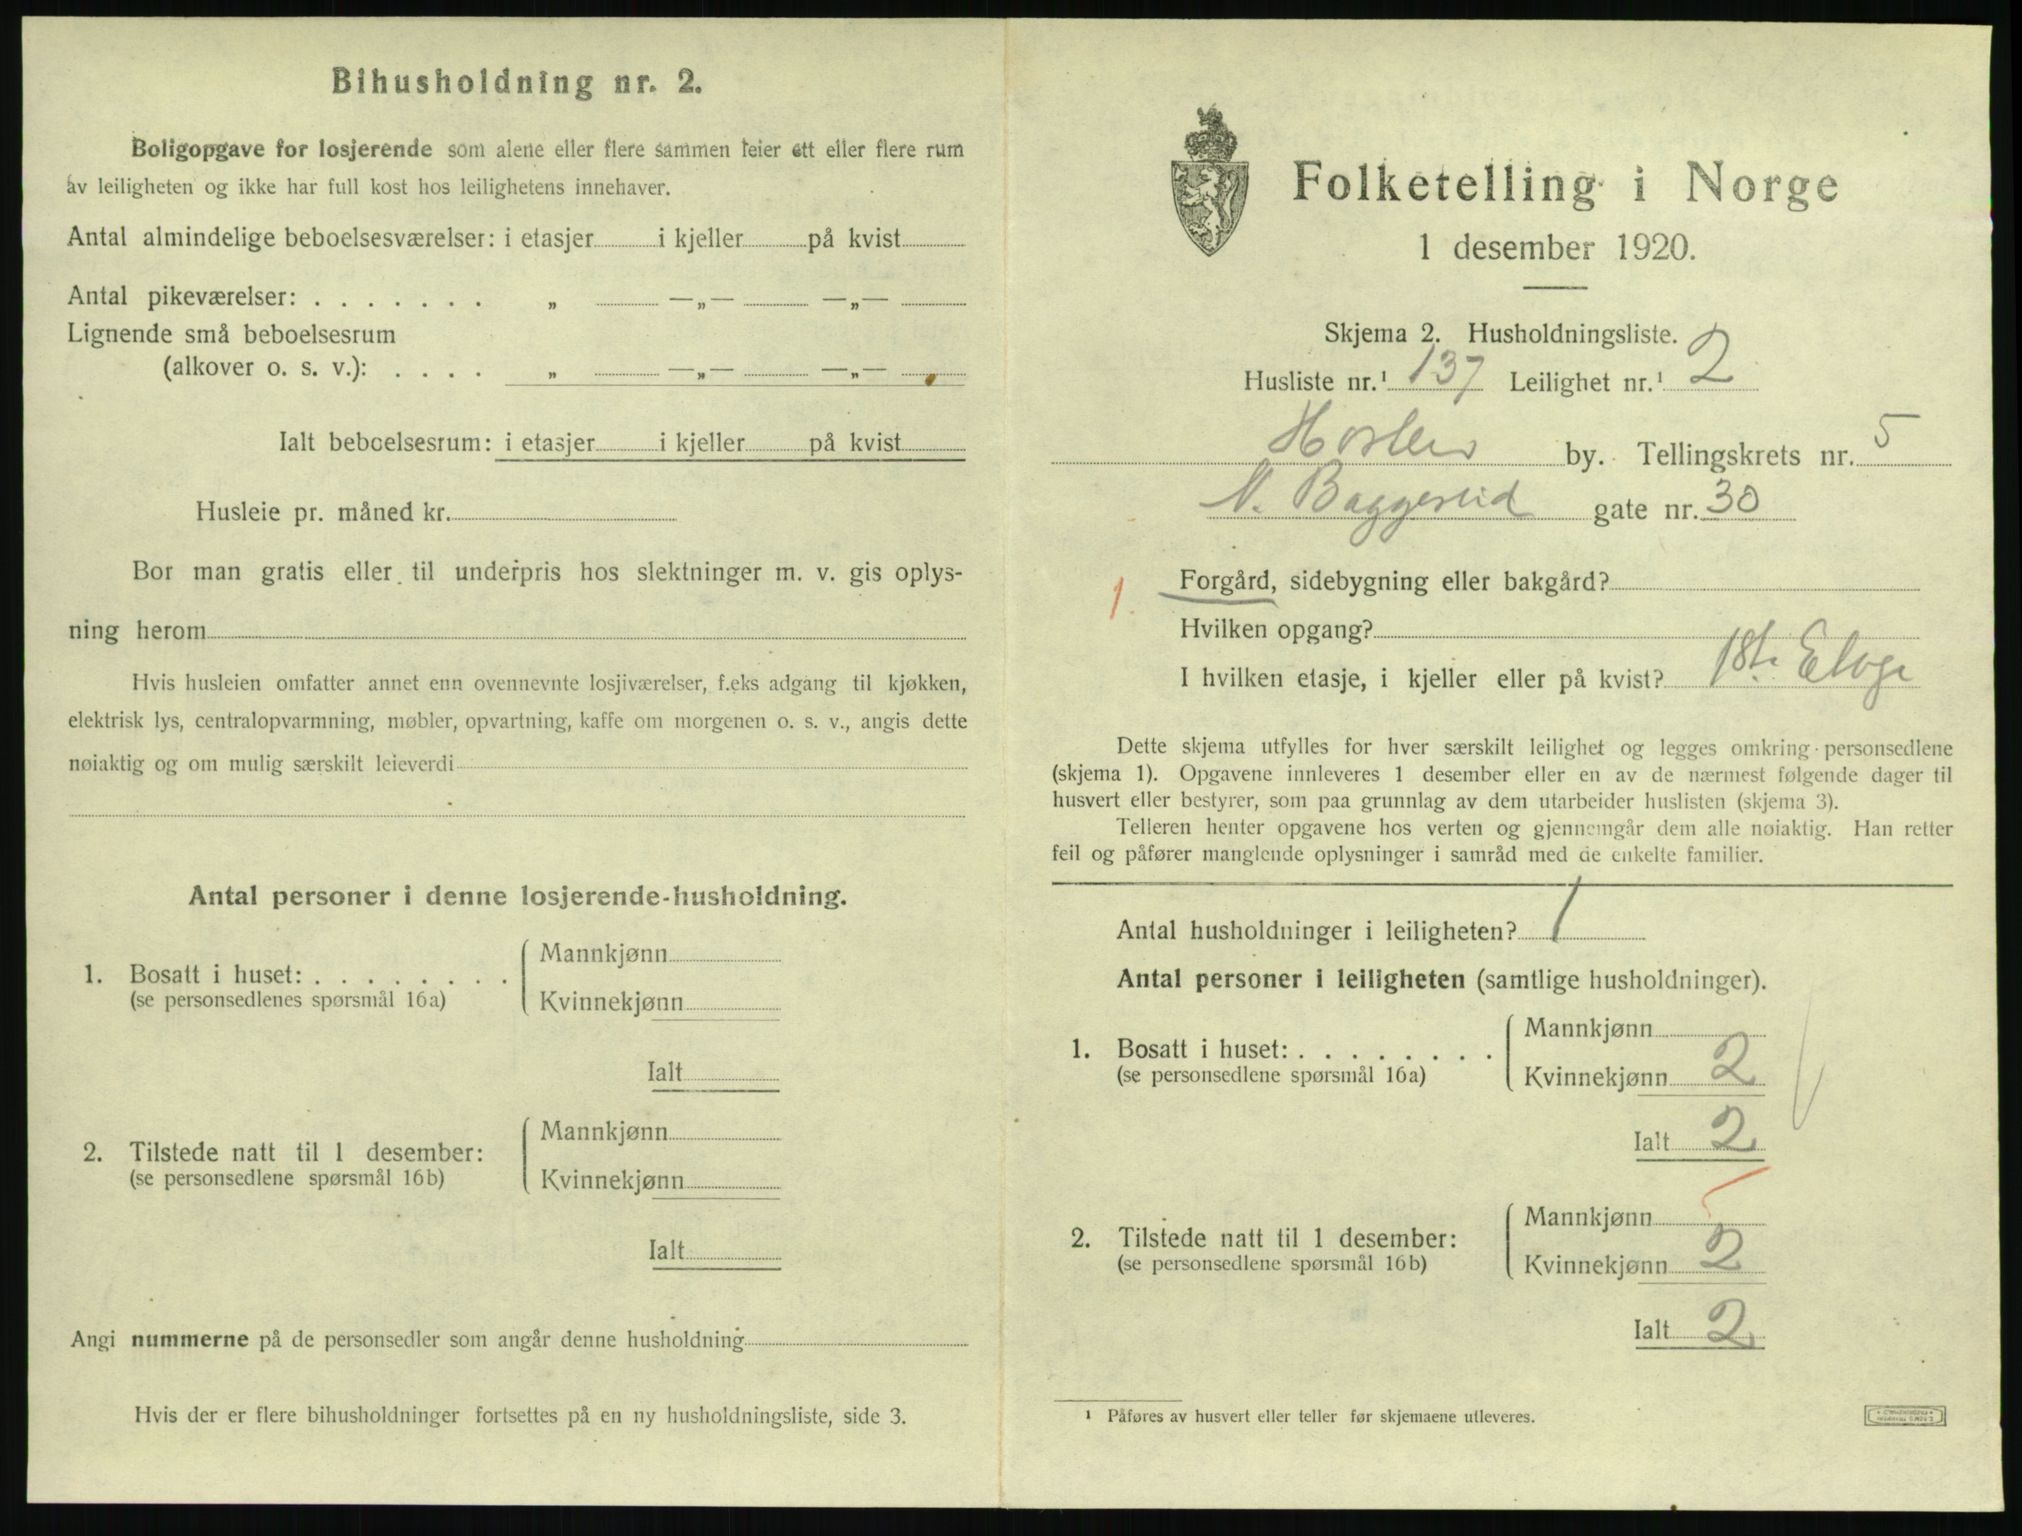 Bihusholdning nr. 2.
Boligopgave for losjerende som alene eller flere sammen leier ett eller flere rum
av leiligheten og ikke har full kost hos leilighetens innehaver.
Antal almindelige beboelsesværelser: i etasjer i kjeller på kvist
Antal pikeværelser: . . . . . . . „ —„— —„—
Lignende små beboelsesrum
(alkover o. s. v.): . . . . „ —„— —„—
Ialt beboelsesrum: i etasjer i kjeller på kvist
Husleie pr. måned kr.
Bor man gratis eller til underpris hos slektninger m. v. gis oplys-
ning herom
Hvis husleien omfatter annet enn ovennevnte losjiværelser, f.eks adgang til kjøkken,
elektrisk lys, centralopvarmning, møbler, opvartning, kaffe om morgenen o. s. v., angis dette
nøiaktig og om mulig særskilt leieverdi
Antal personer i denne losjerende-husholdning.
Mannkjønn
1. Bosatt i huset: . . . . . . . .
(se personsedlenes spørsmål 16a)
Kvinnekjønn
Ialt
Mannkjønn
2. Tilstede natt til 1 desember:
(se personsedlene spørsmål 16b)
Kvinnekjønn
Ialt
Angi nummerne på de personsedler som angår denne husholdning
Hvis der er flere bihusholdninger fortsettes på en ny husholdningsliste, side 3.
Folketelling i Norge
1 desember 1920.
Skjema 2. Husholdningsliste.
Husliste nr.¹ 137 Leilighet nr.¹ 2
Horten by. Tellingskrets nr. 5
N. Baggerud gate nr. 30
1. Forgård, sidebygning eller bakgård?
Hvilken opgang?
I hvilken etasje, i kjeller eller på kvist? 1ste
Dette skjema utfylles for hver særskilt leilighet og legges omkring personsedlene
(skjema 1). Opgavene innleveres 1 desember eller en av de nærmest følgende dager til
husvert eller bestyrer, som paa grunnlag av dem utarbeider huslisten (skjema 3).
Telleren henter opgavene hos verten og gjennemgår dem alle nøiaktig. Han retter
feil og påfører manglende oplysninger i samråd med de enkelte familier.
Antal husholdninger i leiligheten? 1
Antal personer i leiligheten (samtlige husholdninger).
Mannkjønn
1. Bosatt i huset: . . . . . . . .
(se personsedlene spørsmål 16a)
Kvinnekjønn 2
Ialt 2
Mannkjønn
2. Tilstede natt til 1 desember:
(se personsedlene spørsmål 16b)
Kvinnekjønn 2
Ialt 2
¹ Påføres av husvert eller teller før skjemaene utleveres.